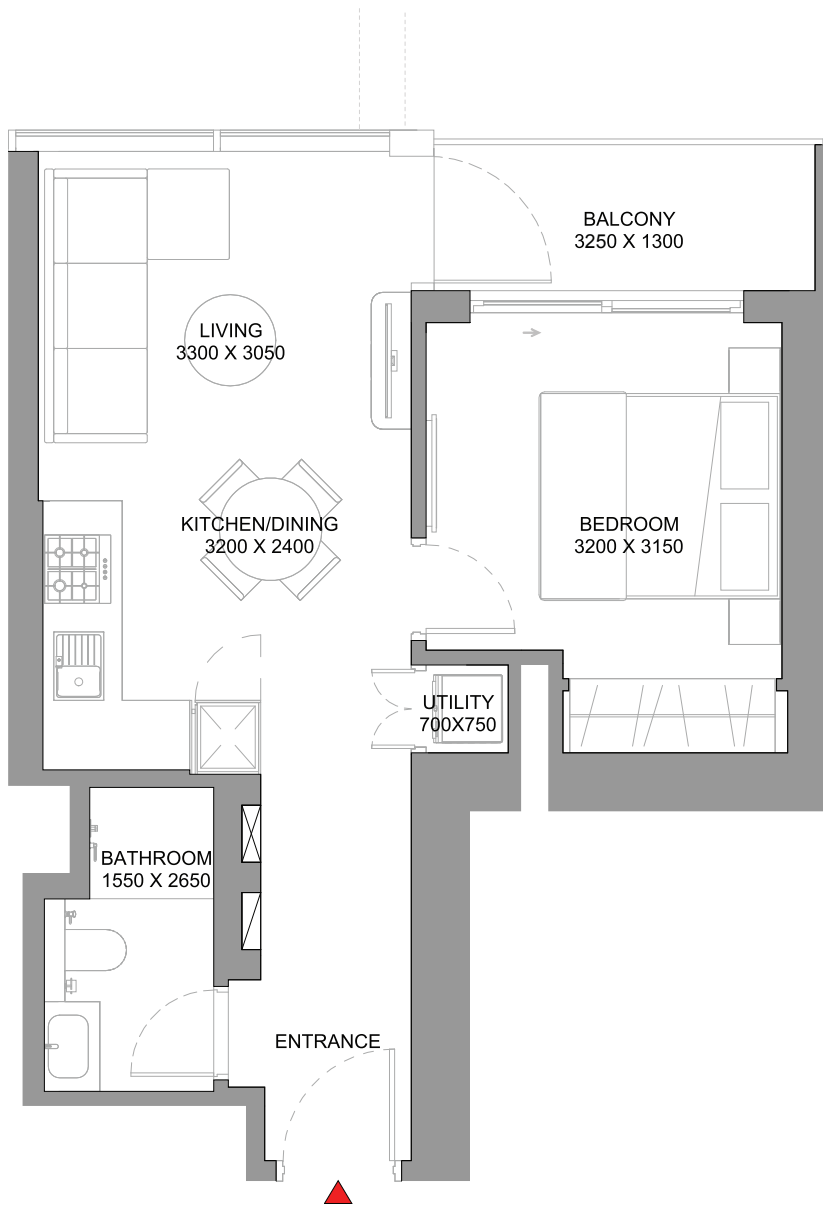 BALCONY
3250 X 1300
LIVING
3300 X 3050
KITCHEN/DINING
3200 X 2400
BEDROOM
3200 X 3150
UTILITY
700X750
BATHROOM
1550 X 2650
ENTRANCE